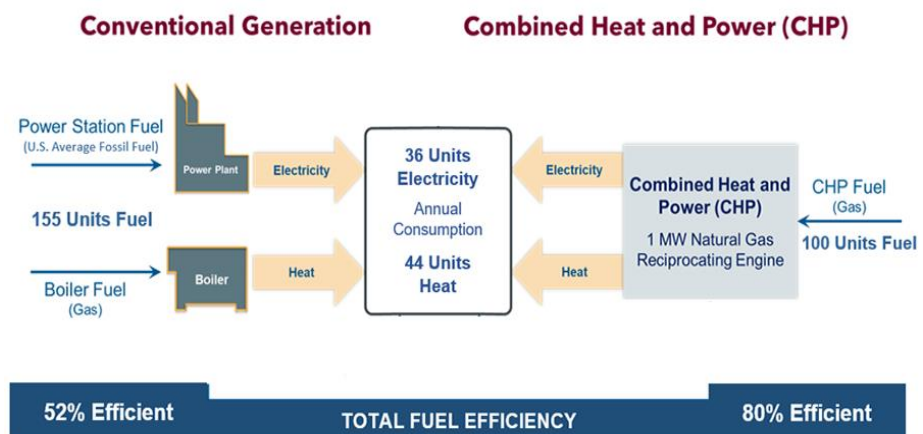 Conventional Generation
Combined Heat and Power (CHP)
Power Station Fuel
(U.S. Average Fossil Fuel)
155 Units Fuel
Boiler Fuel
(Gas)
Power Plant
Boiler
Electricity
Heat
36 Units
Electricity
Annual
Consumption
44 Units
Heat
Electricity
Heat
Combined Heat and
Power (CHP)
1 MW Natural Gas
Reciprocating Engine
CHP Fuel
(Gas)
100 Units Fuel
52% Efficient
TOTAL FUEL EFFICIENCY
80% Efficient